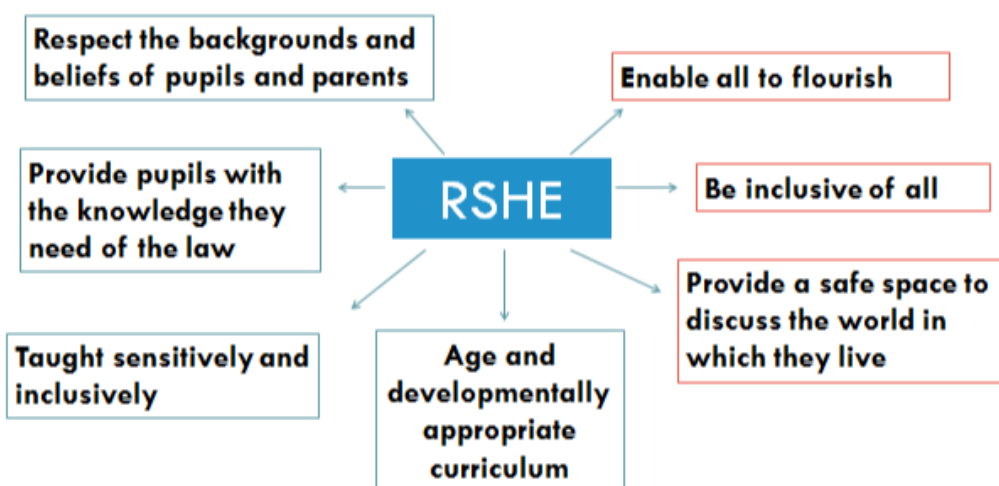 Respect the backgrounds and
beliefs of pupils and parents
Enable all to flourish
Provide pupils with
the knowledge they
need of the law
RSHE
Be inclusive of all
Provide a safe space to
discuss the world in
which they live
Taught sensitively and
inclusively
Age and
developmentally
appropriate
curriculum